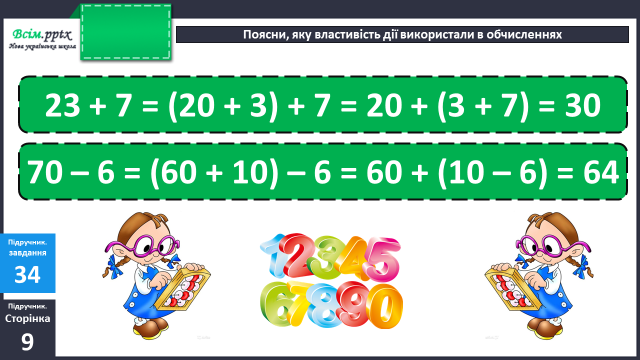 Всім.pptx
Нова українська школа
Поясни, яку властивість дії використали в обчисленнях
23 + 7 = (20 + 3) + 7 = 20 + (3 + 7) = 30
70 – 6 = (60 + 10) – 6 = 60 + (10 – 6) = 64
Підручник.
завдання
34
Підручник.
Сторінка
9
12345
67890